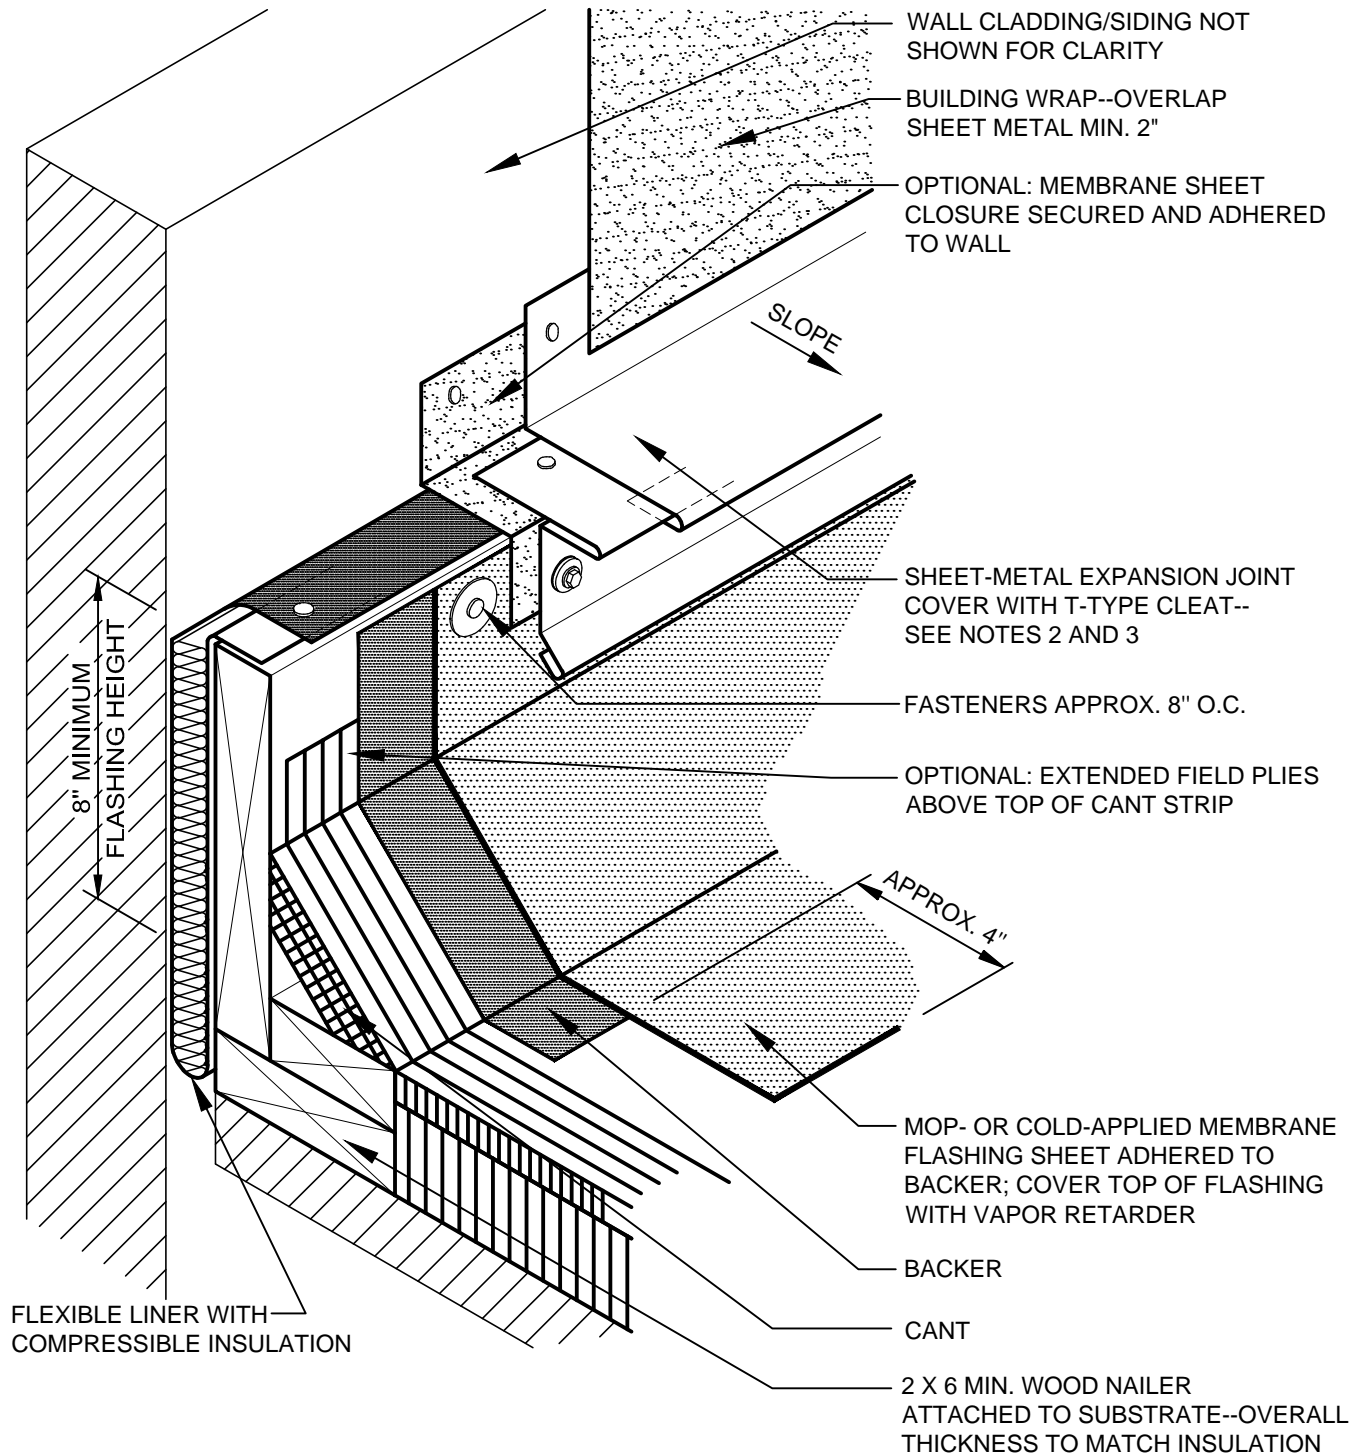 WALL CLADDING/SIDING NOT
SHOWN FOR CLARITY
BUILDING WRAP--OVERLAP
SHEET METAL MIN. 2"
OPTIONAL: MEMBRANE SHEET
CLOSURE SECURED AND ADHERED
TO WALL
SLOPE
SHEET-METAL EXPANSION JOINT
COVER WITH T-TYPE CLEAT--
SEE NOTES 2 AND 3
8" MINIMUM
FLASHING HEIGHT
FASTENERS APPROX. 8" O.C.
OPTIONAL: EXTENDED FIELD PLIES
ABOVE TOP OF CANT STRIP
APPROX. 4"
MOP- OR COLD-APPLIED MEMBRANE
FLASHING SHEET ADHERED TO
BACKER; COVER TOP OF FLASHING
WITH VAPOR RETARDER
BACKER
FLEXIBLE LINER WITH
COMPRESSIBLE INSULATION
CANT
2 X 6 MIN. WOOD NAILER
ATTACHED TO SUBSTRATE--OVERALL
THICKNESS TO MATCH INSULATION